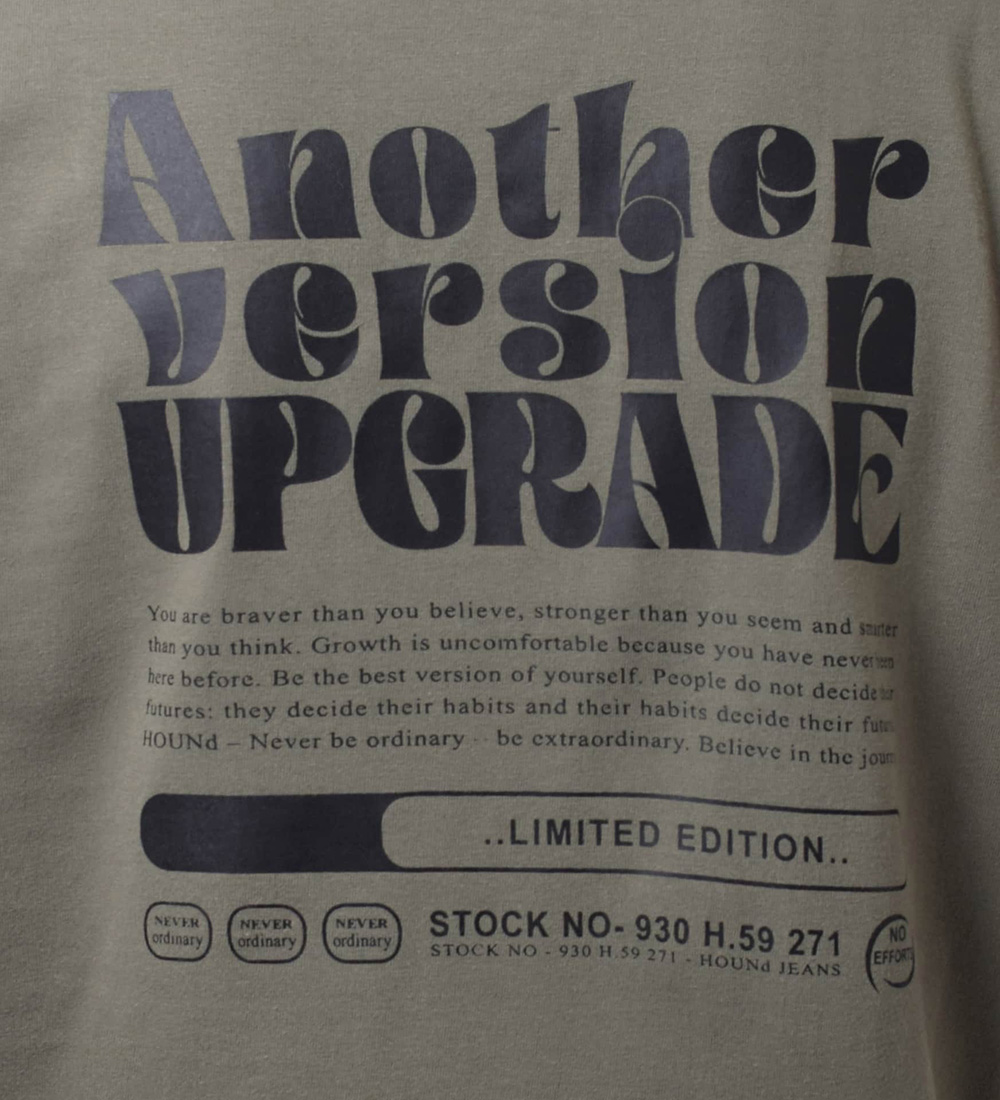 Another
version
UPGRADE
You are braver than you believe, stronger than you seem and smarter
than you think. Growth is uncomfortable because you have never been
here before. Be the best version of yourself. People do not decide
futures: they decide their habits and their habits decide their
HOUNd – Never be ordinary - be extraordinary. Believe in the
..LIMITED EDITION..
NEVER ordinary
NEVER ordinary
NEVER ordinary
STOCK NO- 930 H.59 271
STOCK NO - 930 H.59 271 - HOUNd JEANS
NO